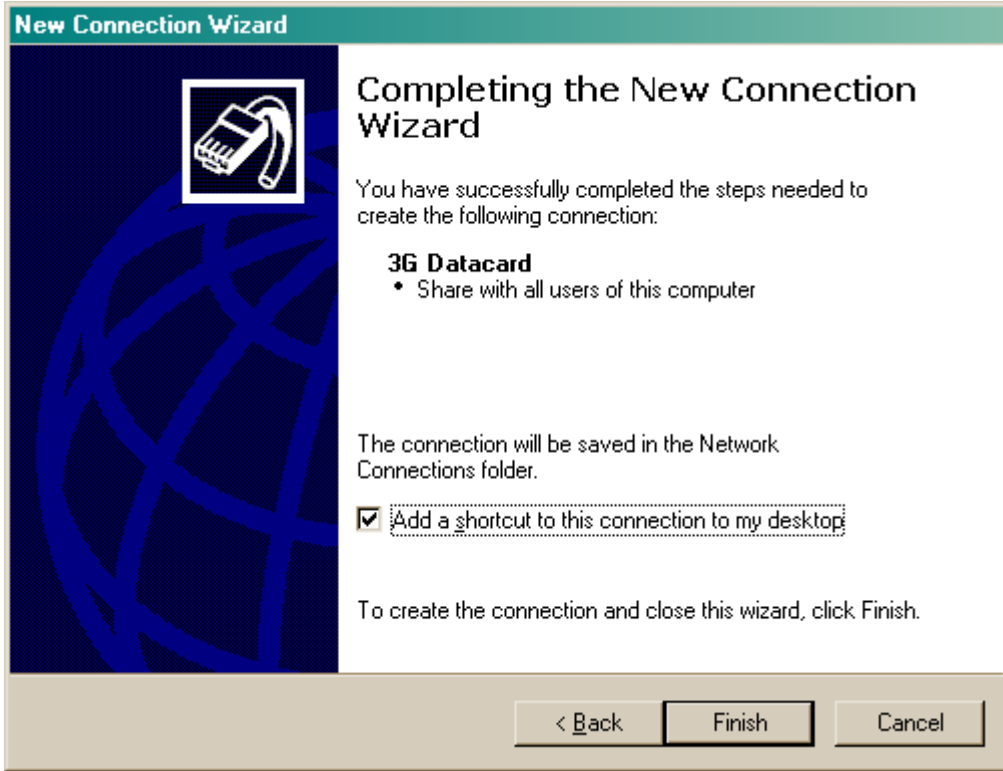 New Connection Wizard
Completing the New Connection
Wizard
You have successfully completed the steps needed to
create the following connection:
3G Datacard
• Share with all users of this computer
The connection will be saved in the Network
Connections folder.
Add a shortcut to this connection to my desktop
To create the connection and close this wizard, click Finish.
< Back Finish Cancel